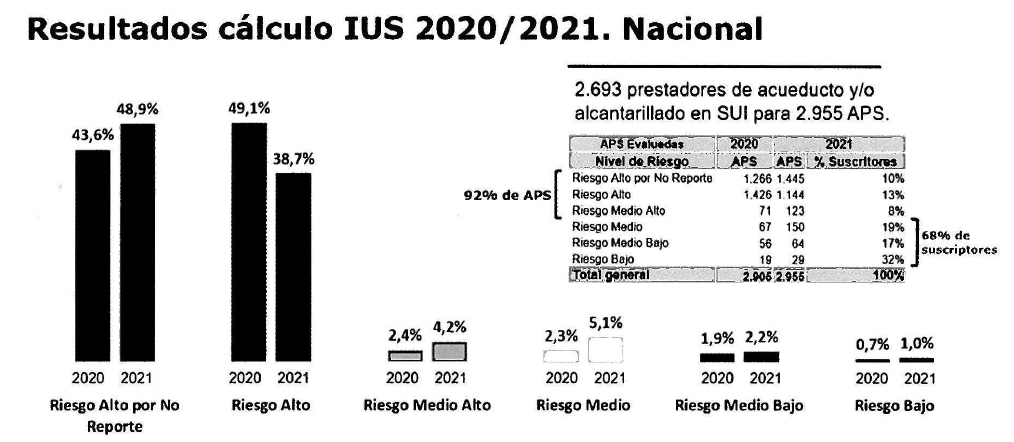 Resultados cálculo IUS 2020/2021. Nacional
2.693 prestadores de acueducto y/o
alcantarillado en SUI para 2.955 APS.
APS Evaluadas 2020 2021
Nivel de Riesgo APS APS % Suscritores
Riesgo Alto por No Reporte 1.266 1.445 10%
Riesgo Alto 1.426 1.144 13%
Riesgo Medio Alto 71 123 8%
Riesgo Medio 67 150 19%
Riesgo Medio Bajo 56 64 17%
Riesgo Bajo 19 29 32%
Total general 2.905 2.955 100%
92% de APS
68% de
suscriptores
43,6% 48,9%
2020 2021
Riesgo Alto por No
Reporte
49,1% 38,7%
2020 2021
Riesgo Alto
2,4% 4,2%
2020 2021
Riesgo Medio Alto
2,3% 5,1%
2020 2021
Riesgo Medio
1,9% 2,2%
2020 2021
Riesgo Medio Bajo
0,7% 1,0%
2020 2021
Riesgo Bajo